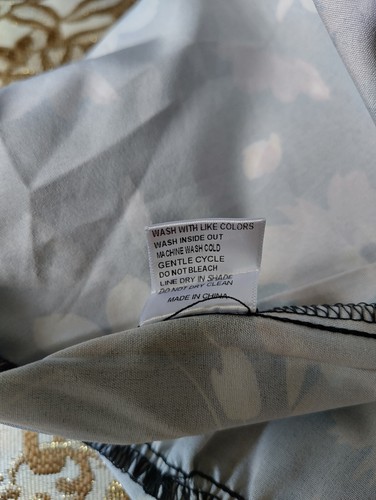 WASH WITH LIKE COLORS
WASH INSIDE OUT
MACHINE WASH COLD
GENTLE CYCLE
DO NOT BLEACH
LINE DRY IN SHADE
DO NOT DRY CLEAN
MADE IN CHINA